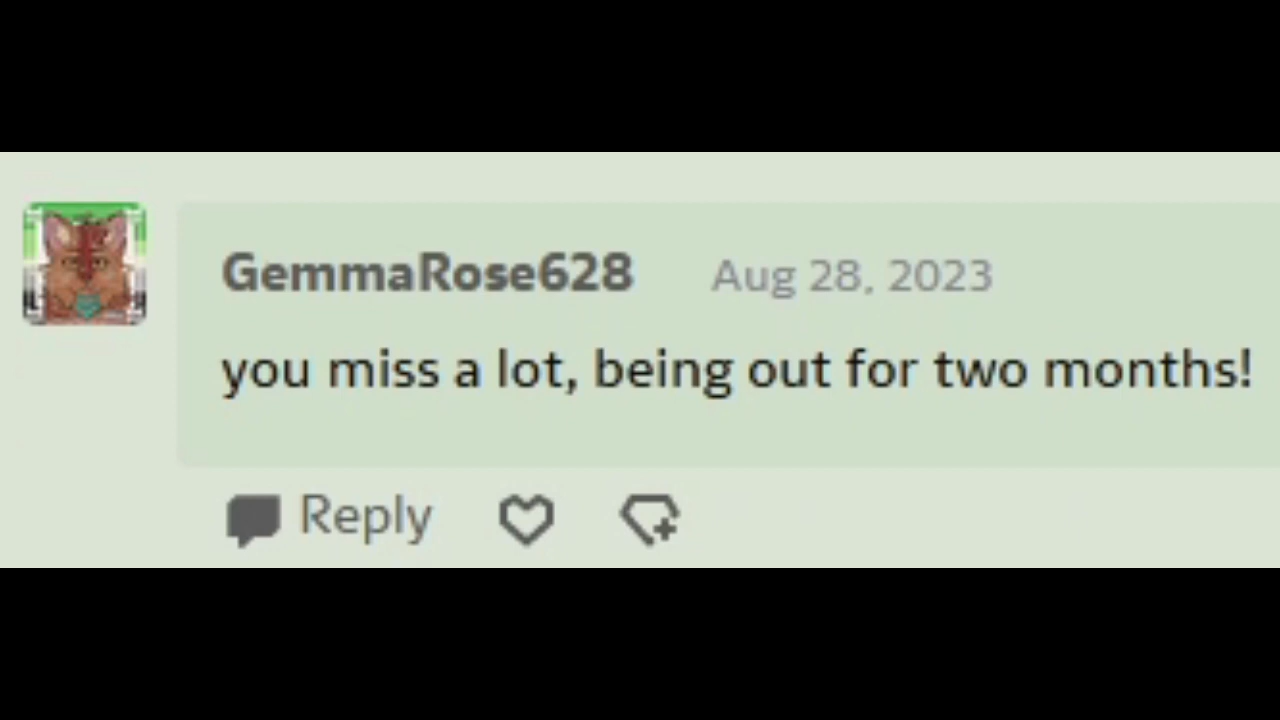 GemmaRose628 Aug 28, 2023
you miss a lot, being out for two months!
Reply